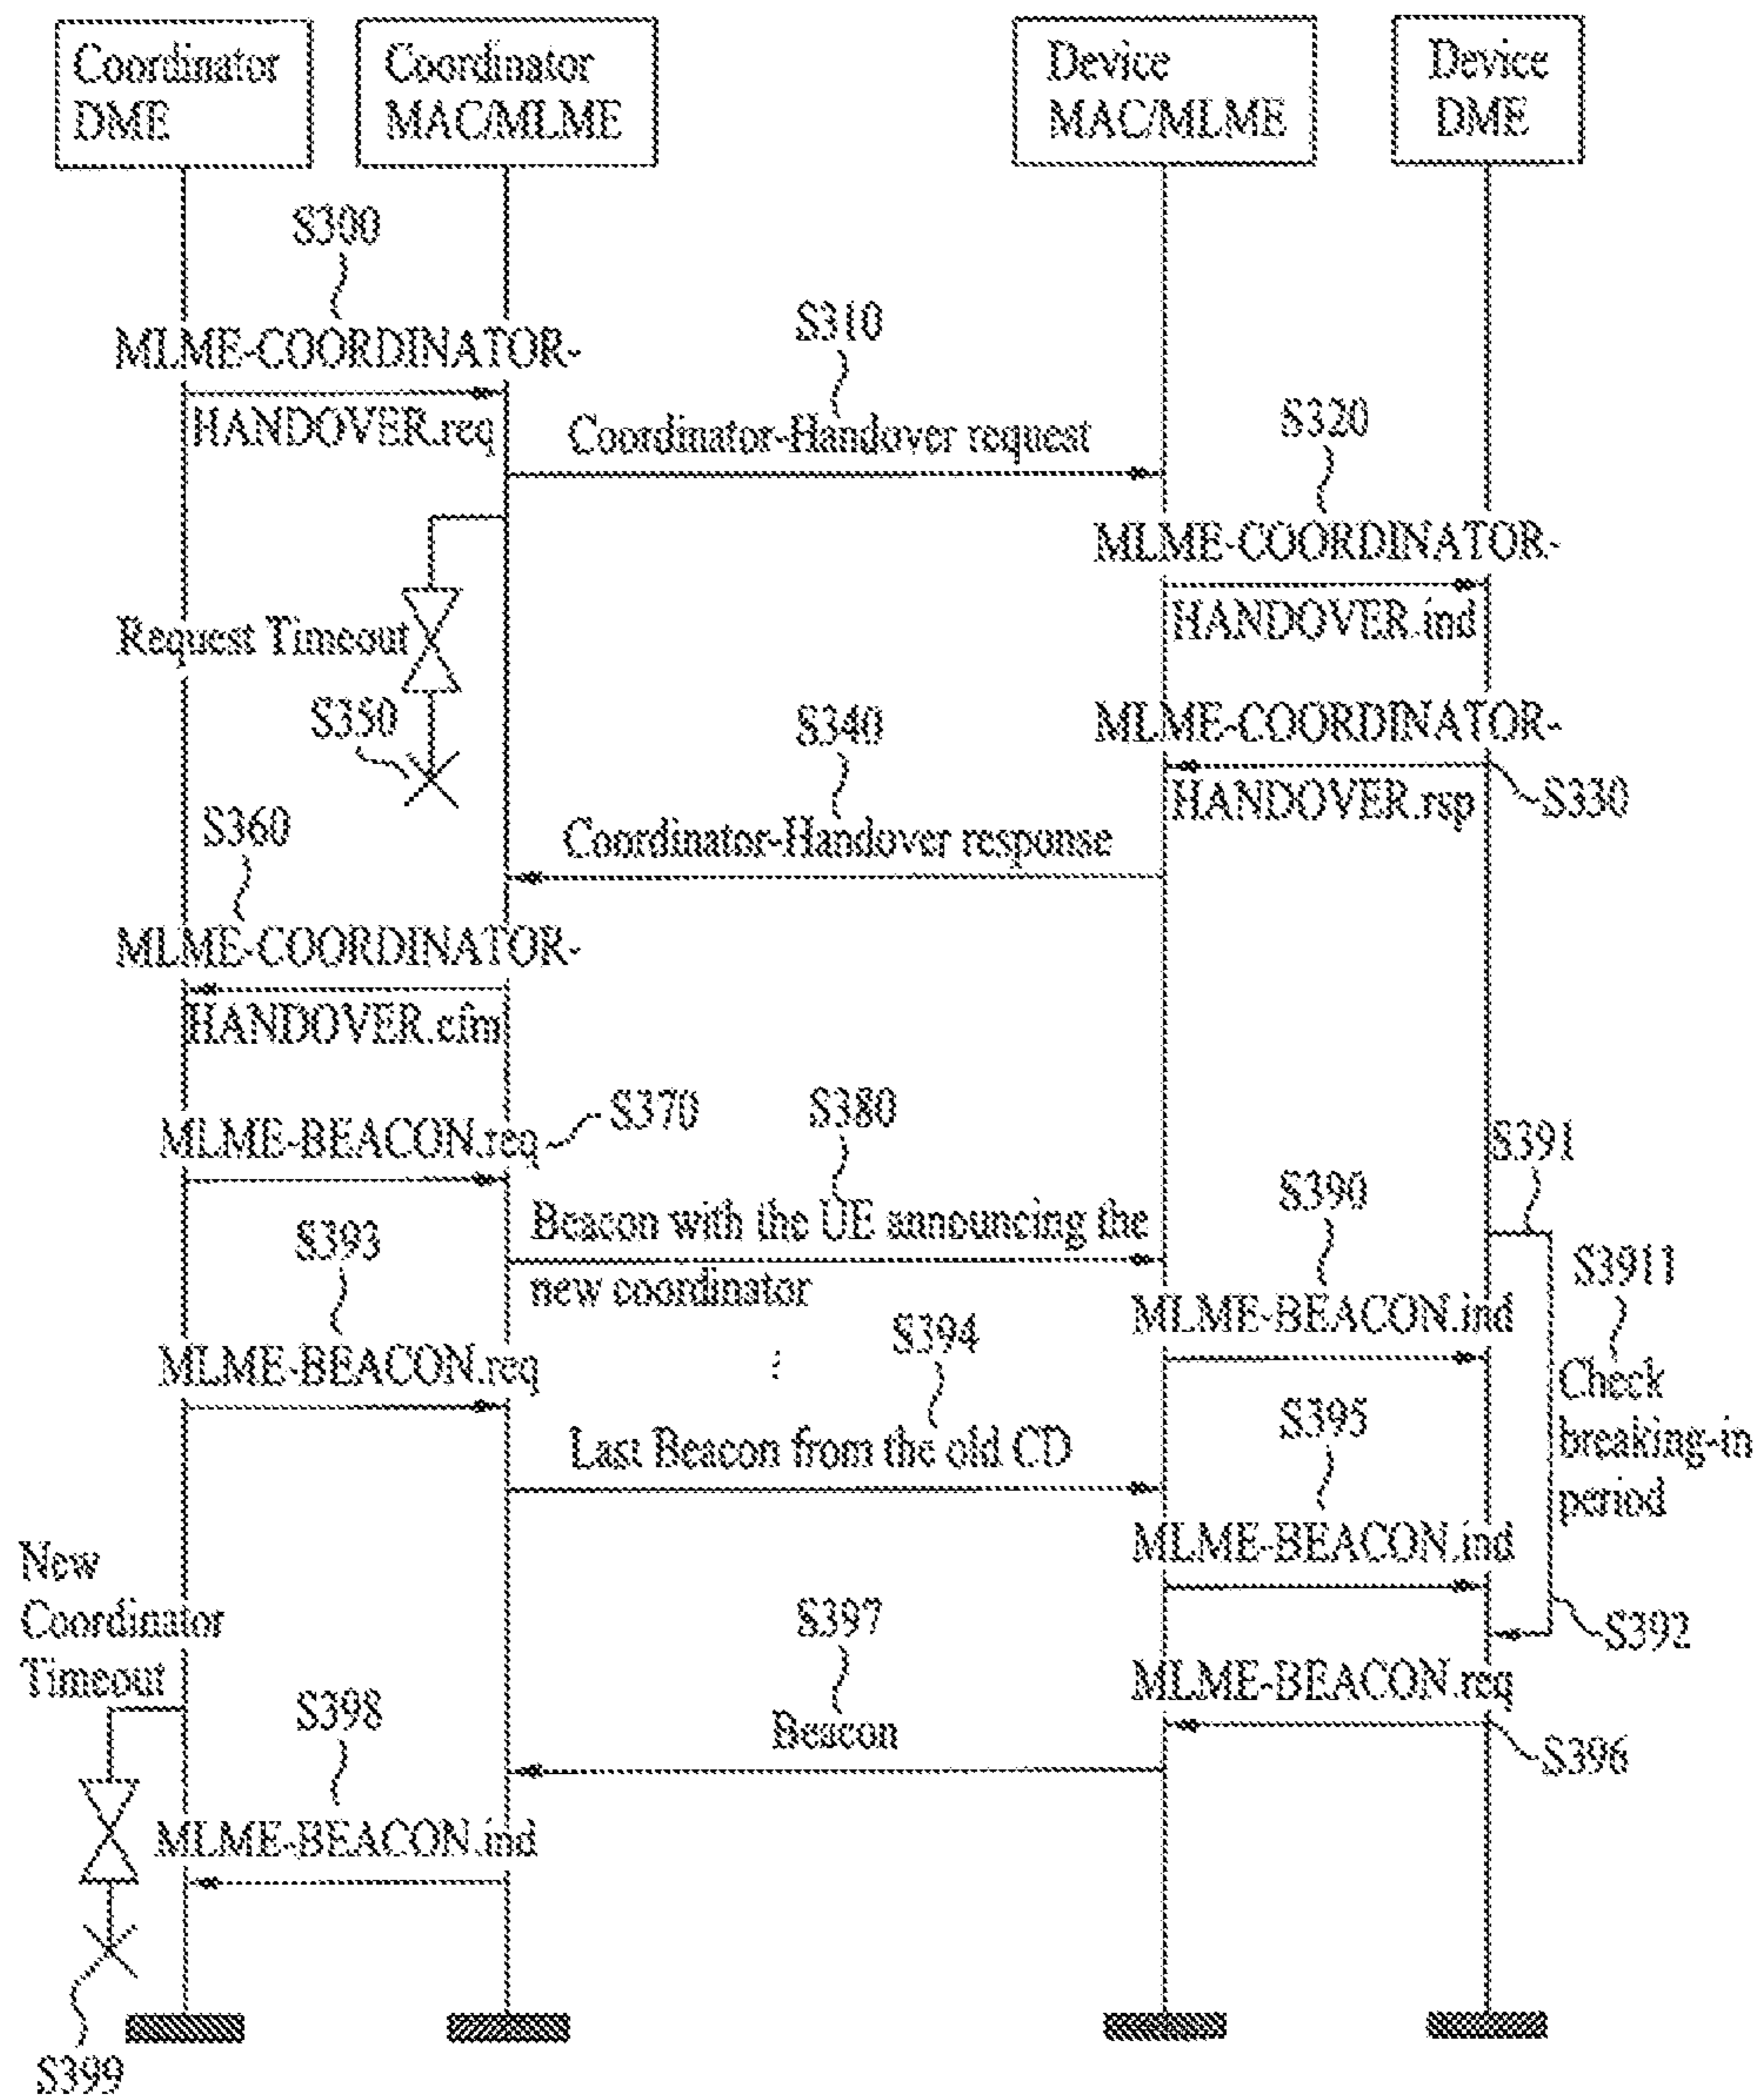 Coordinator
DME
Coordinator
MAC/MLME
Device
MAC/MLME
Device
DME
S300
MLME-COORDINATOR-
HANDOVER.req
S310
Coordinator-Handover request
S320
MLME-COORDINATOR-
HANDOVER.ind
Request Timeout
S350
S340
MLME-COORDINATOR-
HANDOVER.rsp
S330
Coordinator-Handover response
S360
MLME-COORDINATOR-
HANDOVER.cfm
MLME-BEACON.req
S370
S380
Beacon with the UE announcing the
new coordinator
S390
MLME-BEACON.ind
S391
S3911
Check
breaking-in
period
S393
MLME-BEACON.req
S394
Last Beacon from the old CD
S395
MLME-BEACON.ind
S392
New
Coordinator
Timeout
S397
Beacon
MLME-BEACON.req
S396
S398
MLME-BEACON.ind
S399